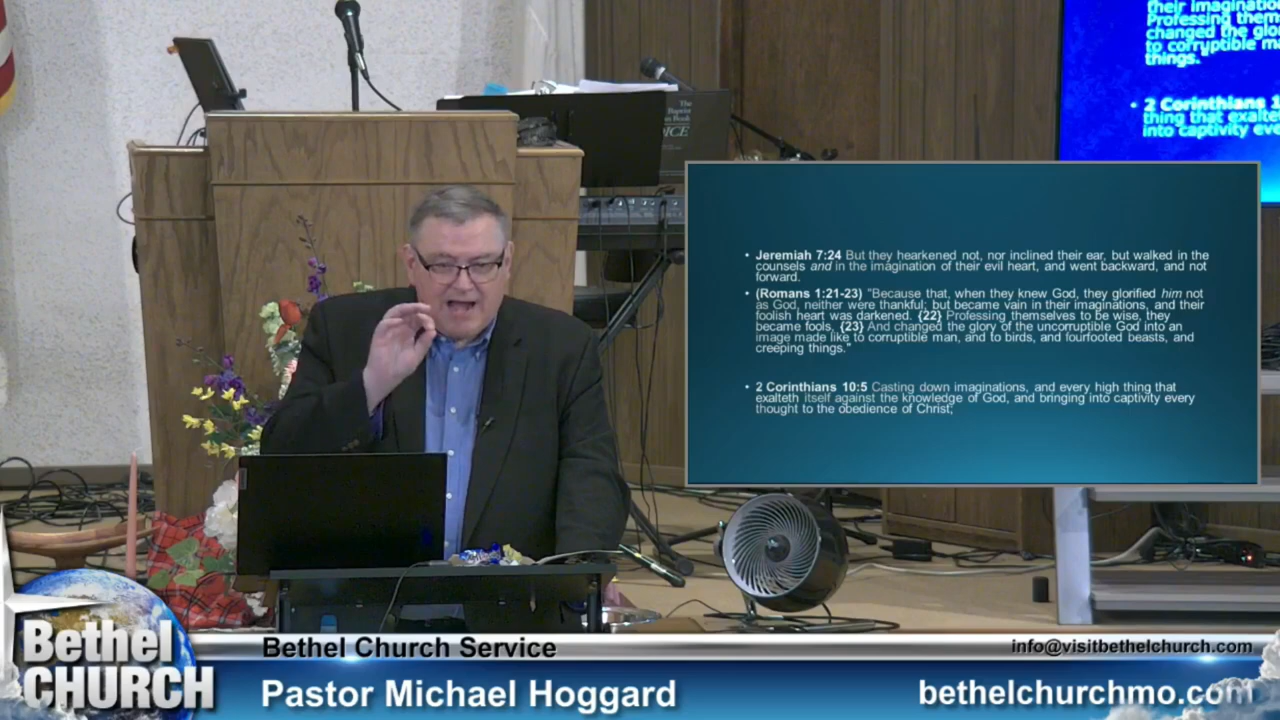 their imagination
Professing them
changed the glo
to corruptible ma
things.
• 2 Corinthians 1
thing that exalte
into captivity eve
The
Baptist
Book
• Jeremiah 7:24 But they hearkened not, nor inclined their ear, but walked in the
counsels and in the imagination of their evil heart, and went backward, and not
forward.
• (Romans 1:21-23) "Because that, when they knew God, they glorified him not
as God, neither were thankful; but became vain in their imaginations, and their
foolish heart was darkened. {22} Professing themselves to be wise, they
became fools, {23} And changed the glory of the uncorruptible God into an
image made like to corruptible man, and to birds, and fourfooted beasts, and
creeping things."
• 2 Corinthians 10:5 Casting down imaginations, and every high thing that
exalteth itself against the knowledge of God, and bringing into captivity every
thought to the obedience of Christ;
Bethel
CHURCH
Bethel Church Service
info@visitbethelchurch.com
Pastor Michael Hoggard
bethelchurchmo.com